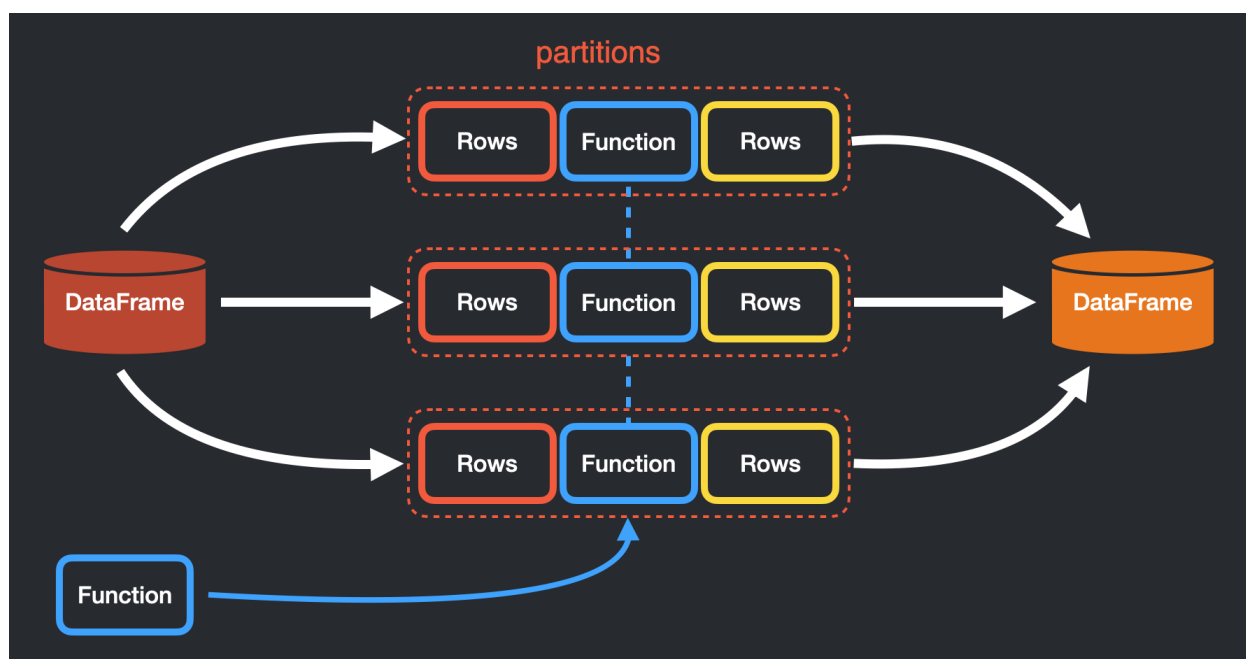 partitions
Rows Function Rows
DataFrame
Rows Function Rows
DataFrame
Rows Function Rows
Function